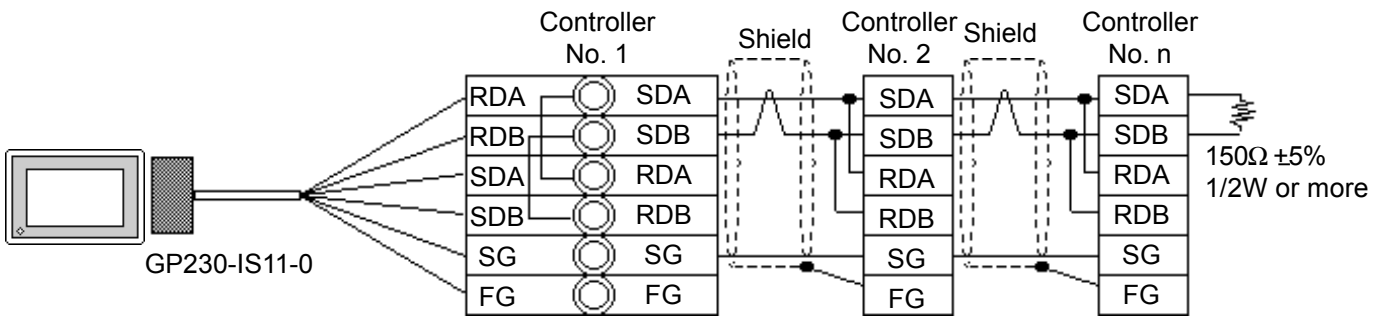 Controller
No. 1
Shield
Controller
No. 2
Shield
Controller
No. n
RDA SDA SDA SDA
RDB SDB SDB SDB
SDA RDA RDA RDA
SDB RDB RDB RDB
SG SG SG SG
FG FG FG FG
150Ω ±5%
1/2W or more
GP230-IS11-0